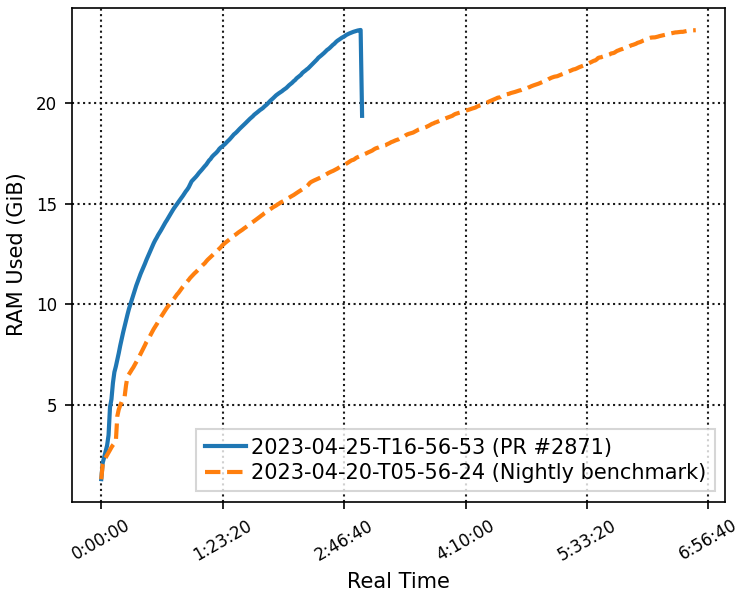 20
15
10
5
RAM Used (GiB)
2023-04-25-T16-56-53 (PR #2871)
2023-04-20-T05-56-24 (Nightly benchmark)
0:00:00 1:23:20 2:46:40 4:10:00 5:33:20 6:56:40
Real Time